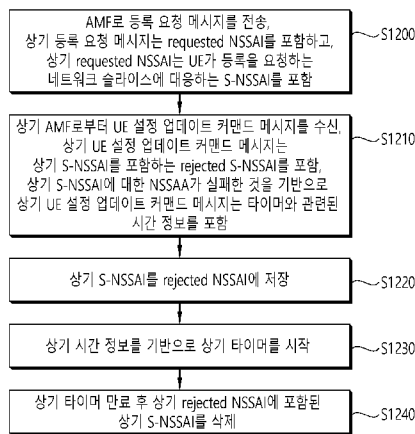 AMF로 등록 요청 메시지를 전송,
상기 등록 요청 메시지는 requested NSSAI를 포함하고,
상기 requested NSSAI는 UE가 등록을 요청하는
네트워크 슬라이스에 대응하는 S-NSSAI를 포함
S1200
상기 AMF로부터 UE 설정 업데이트 커맨드 메시지를 수신,
상기 UE 설정 업데이트 커맨드 메시지는
상기 S-NSSAI를 포함하는 rejected S-NSSAI를 포함,
상기 S-NSSAI에 대한 NSSAA가 실패한 것을 기반으로
상기 UE 설정 업데이트 커맨드 메시지는 타이머와 관련된
시간 정보를 포함
S1210
상기 S-NSSAI를 rejected NSSAI에 저장
S1220
상기 시간 정보를 기반으로 상기 타이머를 시작
S1230
상기 타이머 만료 후 상기 rejected NSSAI에 포함된
상기 S-NSSAI를 삭제
S1240